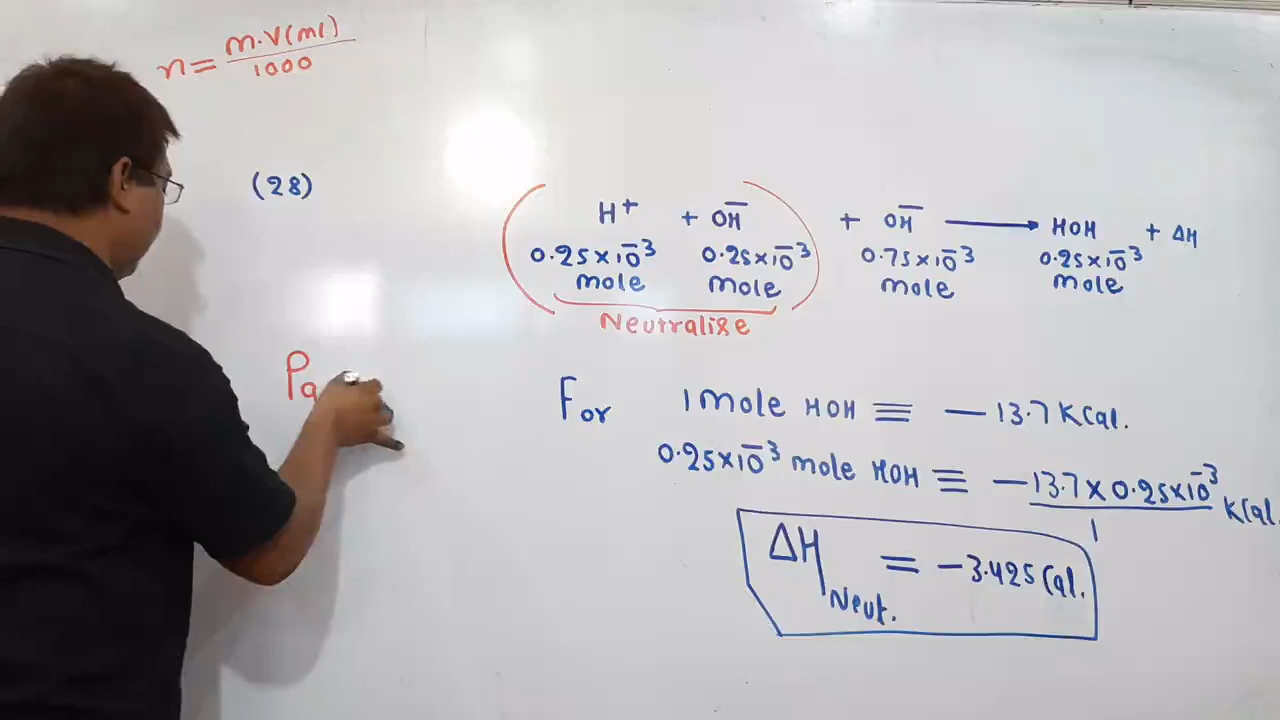 n = M.V(ml) / 1000
(28)
( H⁺ + OH⁻ ) + OH⁻ ⟶ HOH + ΔH
0.25×10⁻³ 0.25×10⁻³ 0.75×10⁻³ 0.25×10⁻³
mole mole mole mole
Neutralise
Pa
For 1 mole HOH ≡ — 13.7 KCal.
0.25×10⁻³ mole HOH ≡ — 13.7 × 0.25×10⁻³ / 1 KCal.
ΔH Neut. = — 3.425 Cal.